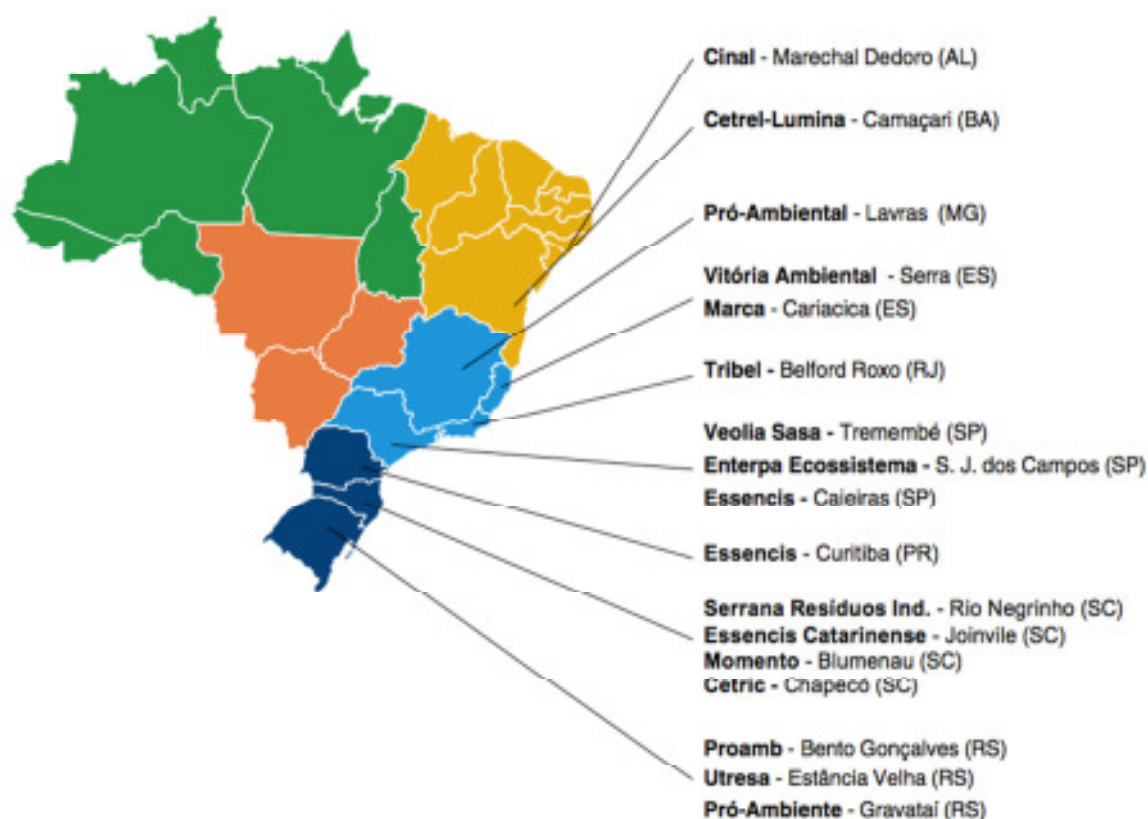 Cinal - Marechal Dedoro (AL)
Cetrel-Lumina - Camaçari (BA)
Pró-Ambiental - Lavras (MG)
Vitória Ambiental - Serra (ES)
Marca - Cariacica (ES)
Tribel - Belford Roxo (RJ)
Veolia Sasa - Tremembé (SP)
Enterpa Ecossistema - S. J. dos Campos (SP)
Essencis - Caieiras (SP)
Essencis - Curitiba (PR)
Serrana Resíduos Ind. - Rio Negrinho (SC)
Essencis Catarinense - Joinvile (SC)
Momento - Blumenau (SC)
Cetric - Chapecó (SC)
Proamb - Bento Gonçalves (RS)
Utresa - Estância Velha (RS)
Pró-Ambiente - Gravataí (RS)